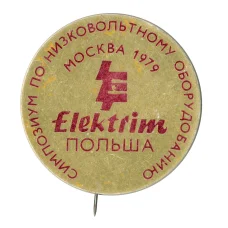 СИМПОЗИУМ ПО НИЗКОВОЛЬТНОМУ ОБОРУДОВАНИЮ
МОСКВА 1979
Elektrim
ПОЛЬША